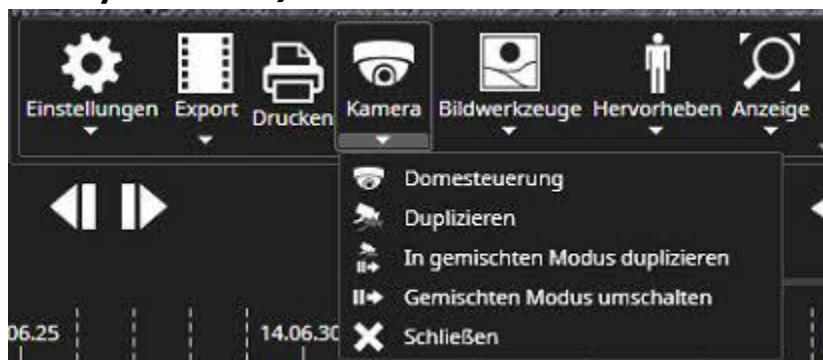 Einstellungen Export Drucken Kamera Bildwerkzeuge Hervorheben Anzeige
Domesteuerung
Duplizieren
In gemischten Modus duplizieren
Gemischten Modus umschalten
Schließen
06.25 14.06.30